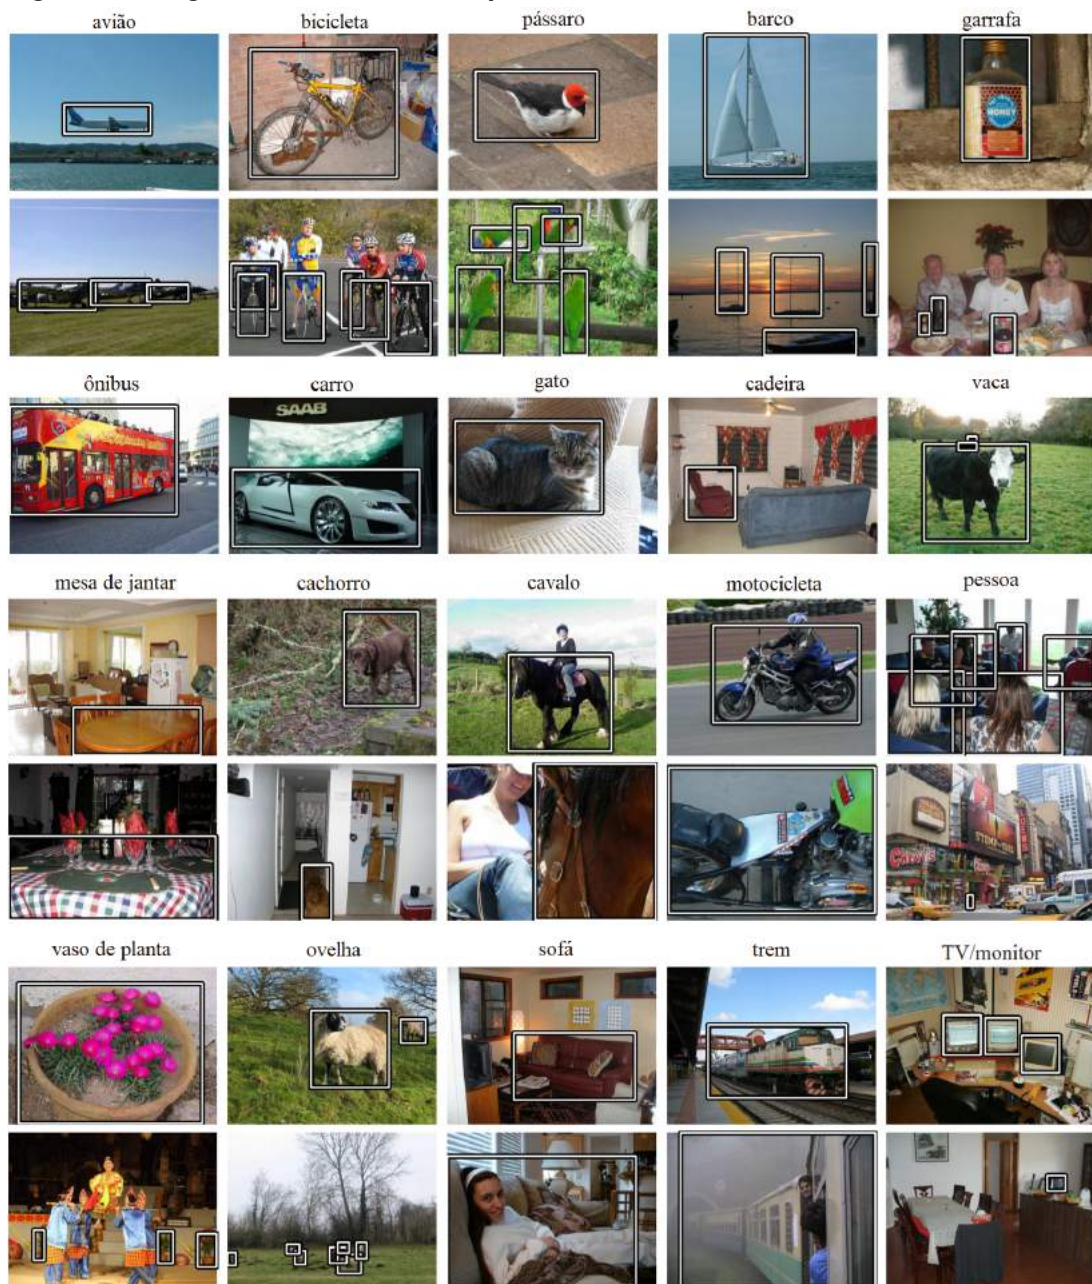 avião bicicleta pássaro barco garrafa
HONEY
ônibus carro gato cadeira vaca
SAAB
mesa de jantar cachorro cavalo motocicleta pessoa
vaso de planta ovelha sofá trem TV/monitor